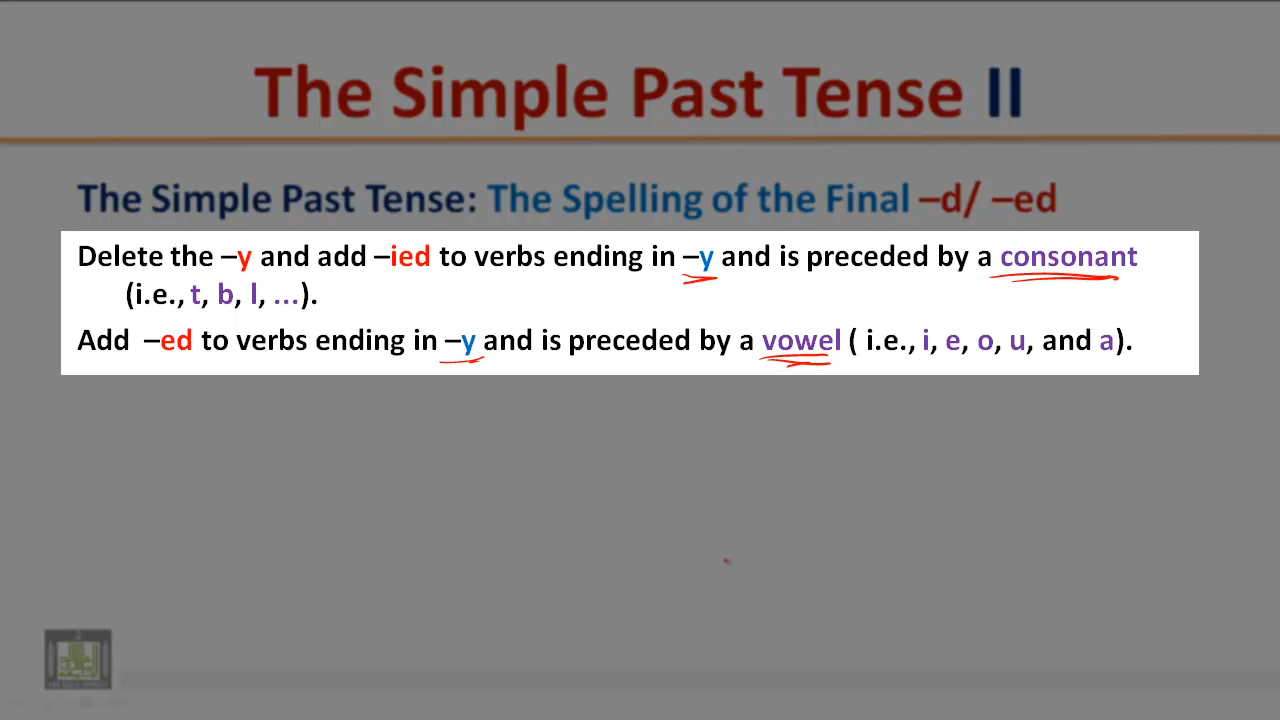 The Simple Past Tense II
The Simple Past Tense: The Spelling of the Final –d/ –ed
Delete the –y and add –ied to verbs ending in –y and is preceded by a consonant
(i.e., t, b, l, ...).
Add –ed to verbs ending in –y and is preceded by a vowel ( i.e., i, e, o, u, and a).